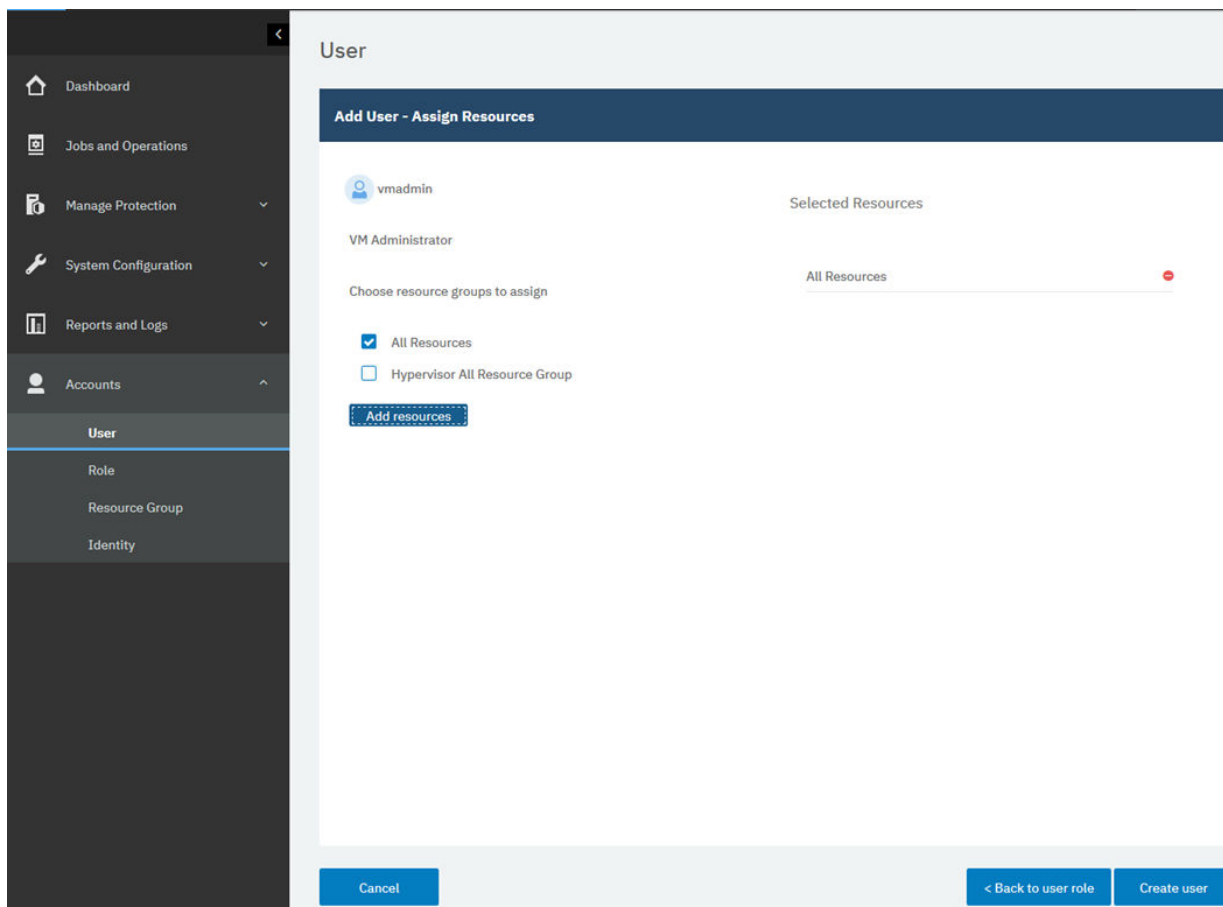 Dashboard
Jobs and Operations
Manage Protection
System Configuration
Reports and Logs
Accounts
User
Role
Resource Group
Identity
User
Add User - Assign Resources
vmadmin
VM Administrator
Choose resource groups to assign
All Resources
Hypervisor All Resource Group
Add resources
Selected Resources
All Resources
Cancel
< Back to user role
Create user